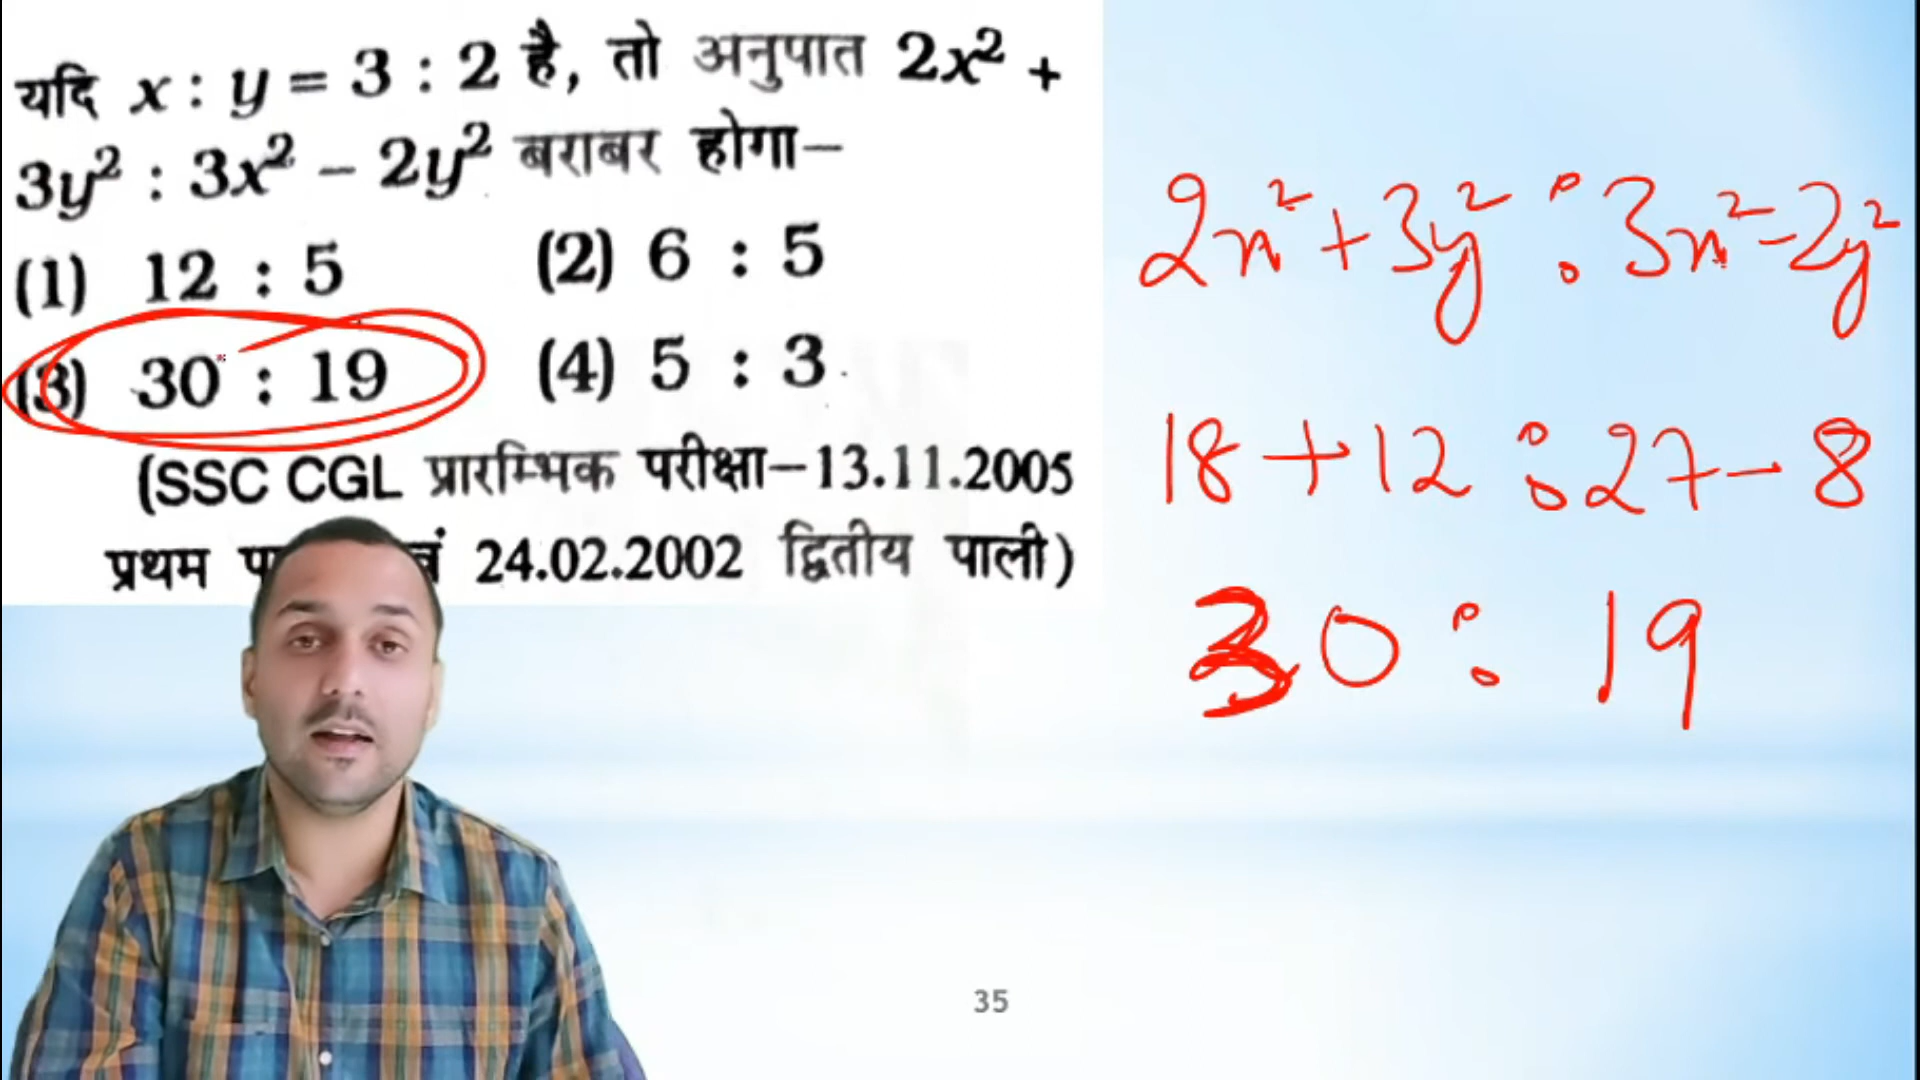 यदि x : y = 3 : 2 है, तो अनुपात 2x² +
3y² : 3x² – 2y² बराबर होगा–
(1) 12 : 5 (2) 6 : 5
(3) 30 : 19 (4) 5 : 3
(SSC CGL प्रारम्भिक परीक्षा–13.11.2005
प्रथम 24.02.2002 द्वितीय पाली)
2x² + 3y² : 3x² – 2y²
18 + 12 : 27 – 8
30 : 19
35